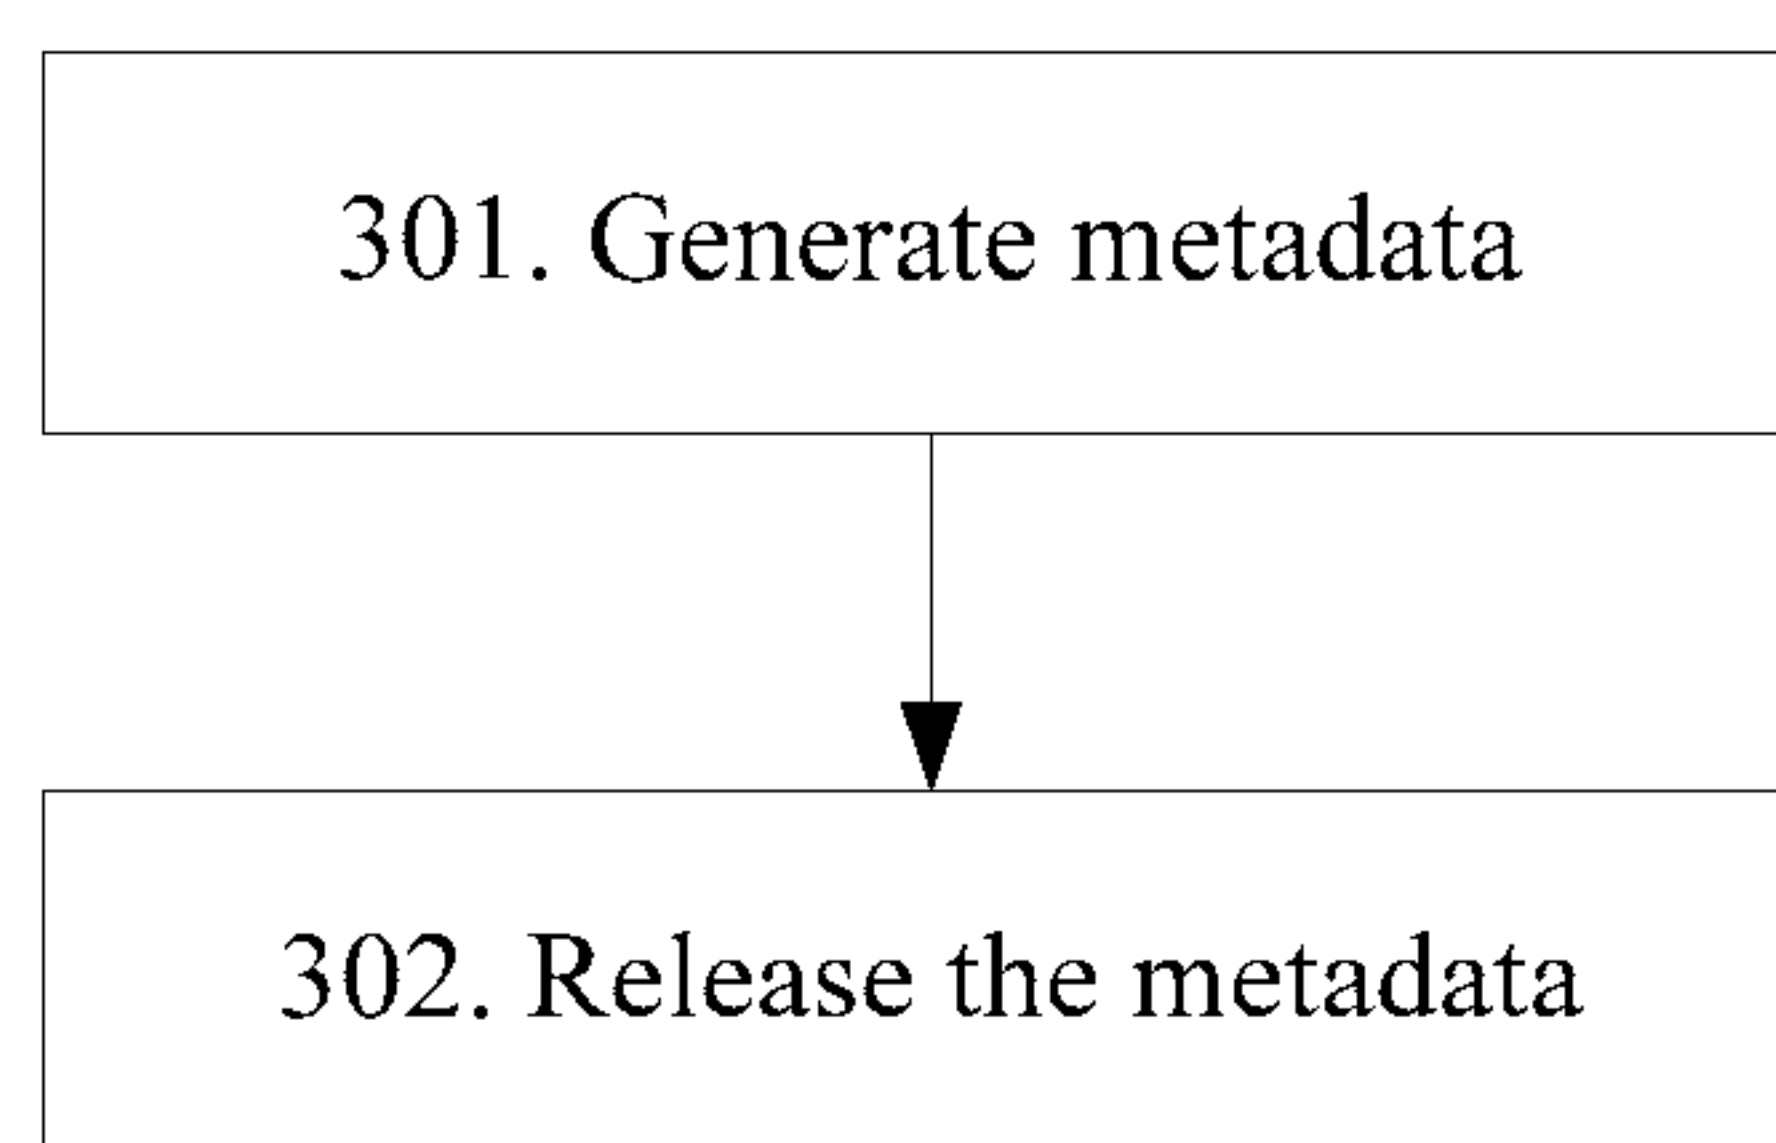 301. Generate metadata
302. Release the metadata